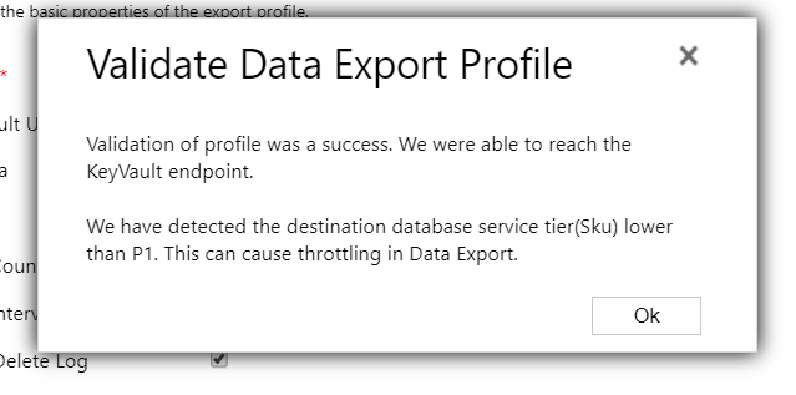 the basic properties of the export profile.
Validate Data Export Profile
*
ult U
Validation of profile was a success. We were able to reach the
KeyVault endpoint.
a
We have detected the destination database service tier(Sku) lower
than P1. This can cause throttling in Data Export.
Coun
nterv
Ok
Delete Log